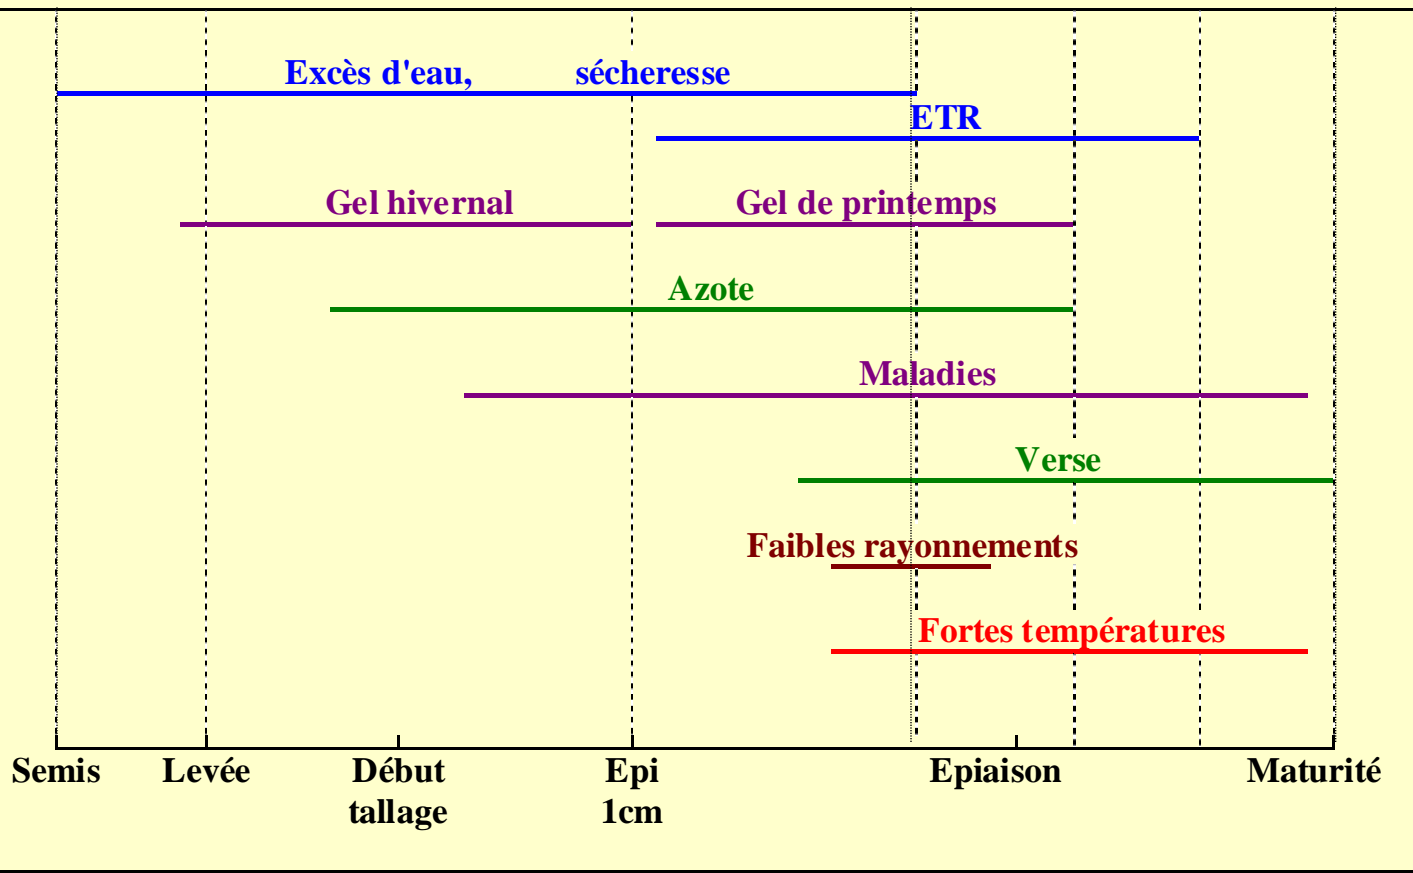 Excès d'eau, sécheresse
ETR
Gel hivernal Gel de printemps
Azote
Maladies
Verse
Faibles rayonnements
Fortes températures
Semis Levée Début Epi Epiaison Maturité
tallage 1cm